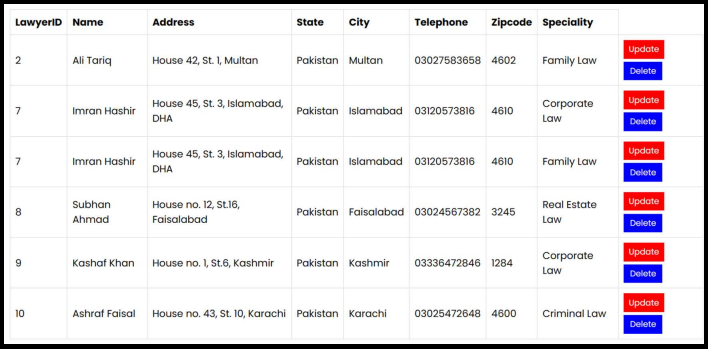 LawyerID Name Address State City Telephone Zipcode Speciality
2 Ali Tariq House 42, St. 1, Multan Pakistan Multan 03027583658 4602 Family Law Update
Delete
7 Imran Hashir House 45, St. 3, Islamabad, DHA Pakistan Islamabad 03120573816 4610 Corporate Law Update
Delete
7 Imran Hashir House 45, St. 3, Islamabad, DHA Pakistan Islamabad 03120573816 4610 Family Law Update
Delete
8 Subhan Ahmad House no. 12, St.16, Faisalabad Pakistan Faisalabad 03024567382 3245 Real Estate Law Update
Delete
9 Kashaf Khan House no. 1, St.6, Kashmir Pakistan Kashmir 03336472846 1284 Corporate Law Update
Delete
10 Ashraf Faisal House no. 43, St. 10, Karachi Pakistan Karachi 03025472648 4600 Criminal Law Update
Delete